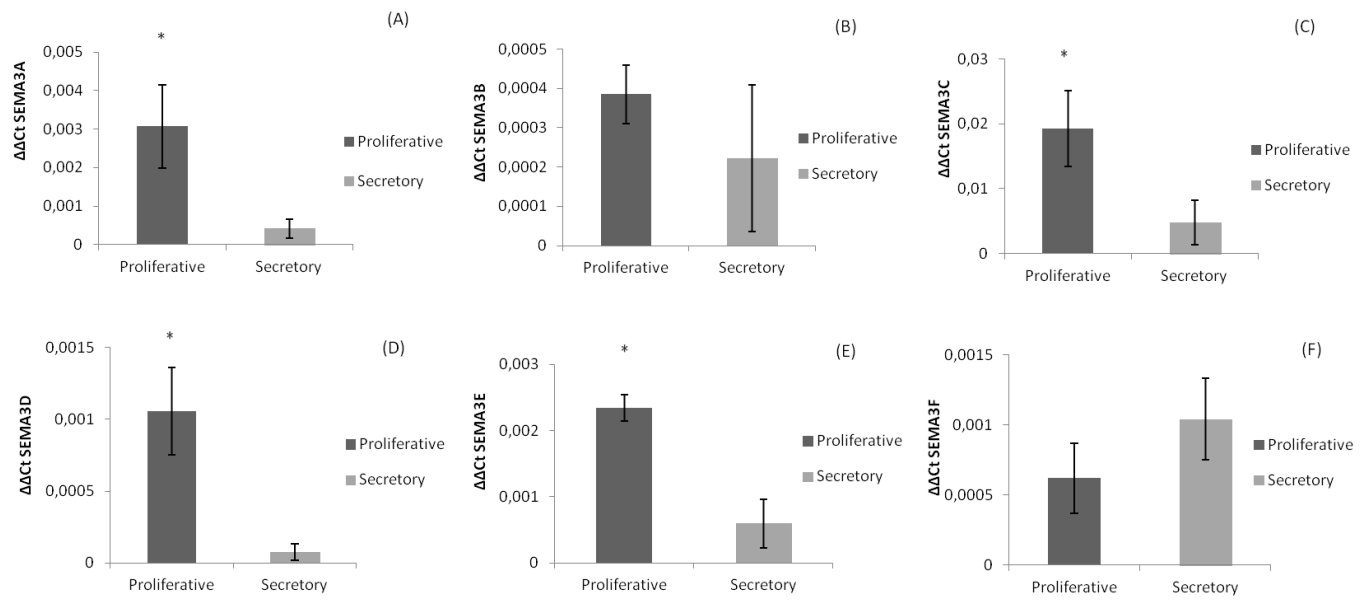 (A)
*
ΔΔCt SEMA3A
0,005
0,004
0,003
0,002
0,001
0
Proliferative
Secretory
Proliferative
Secretory
(B)
ΔΔCt SEMA3B
0,0005
0,0004
0,0003
0,0002
0,0001
0
Proliferative
Secretory
Proliferative
Secretory
(C)
*
ΔΔCt SEMA3C
0,03
0,02
0,01
0
Proliferative
Secretory
Proliferative
Secretory
(D)
*
ΔΔCt SEMA3D
0,0015
0,001
0,0005
0
Proliferative
Secretory
Proliferative
Secretory
(E)
*
ΔΔCt SEMA3E
0,003
0,002
0,001
0
Proliferative
Secretory
Proliferative
Secretory
(F)
ΔΔCt SEMA3F
0,0015
0,001
0,0005
0
Proliferative
Secretory
Proliferative
Secretory